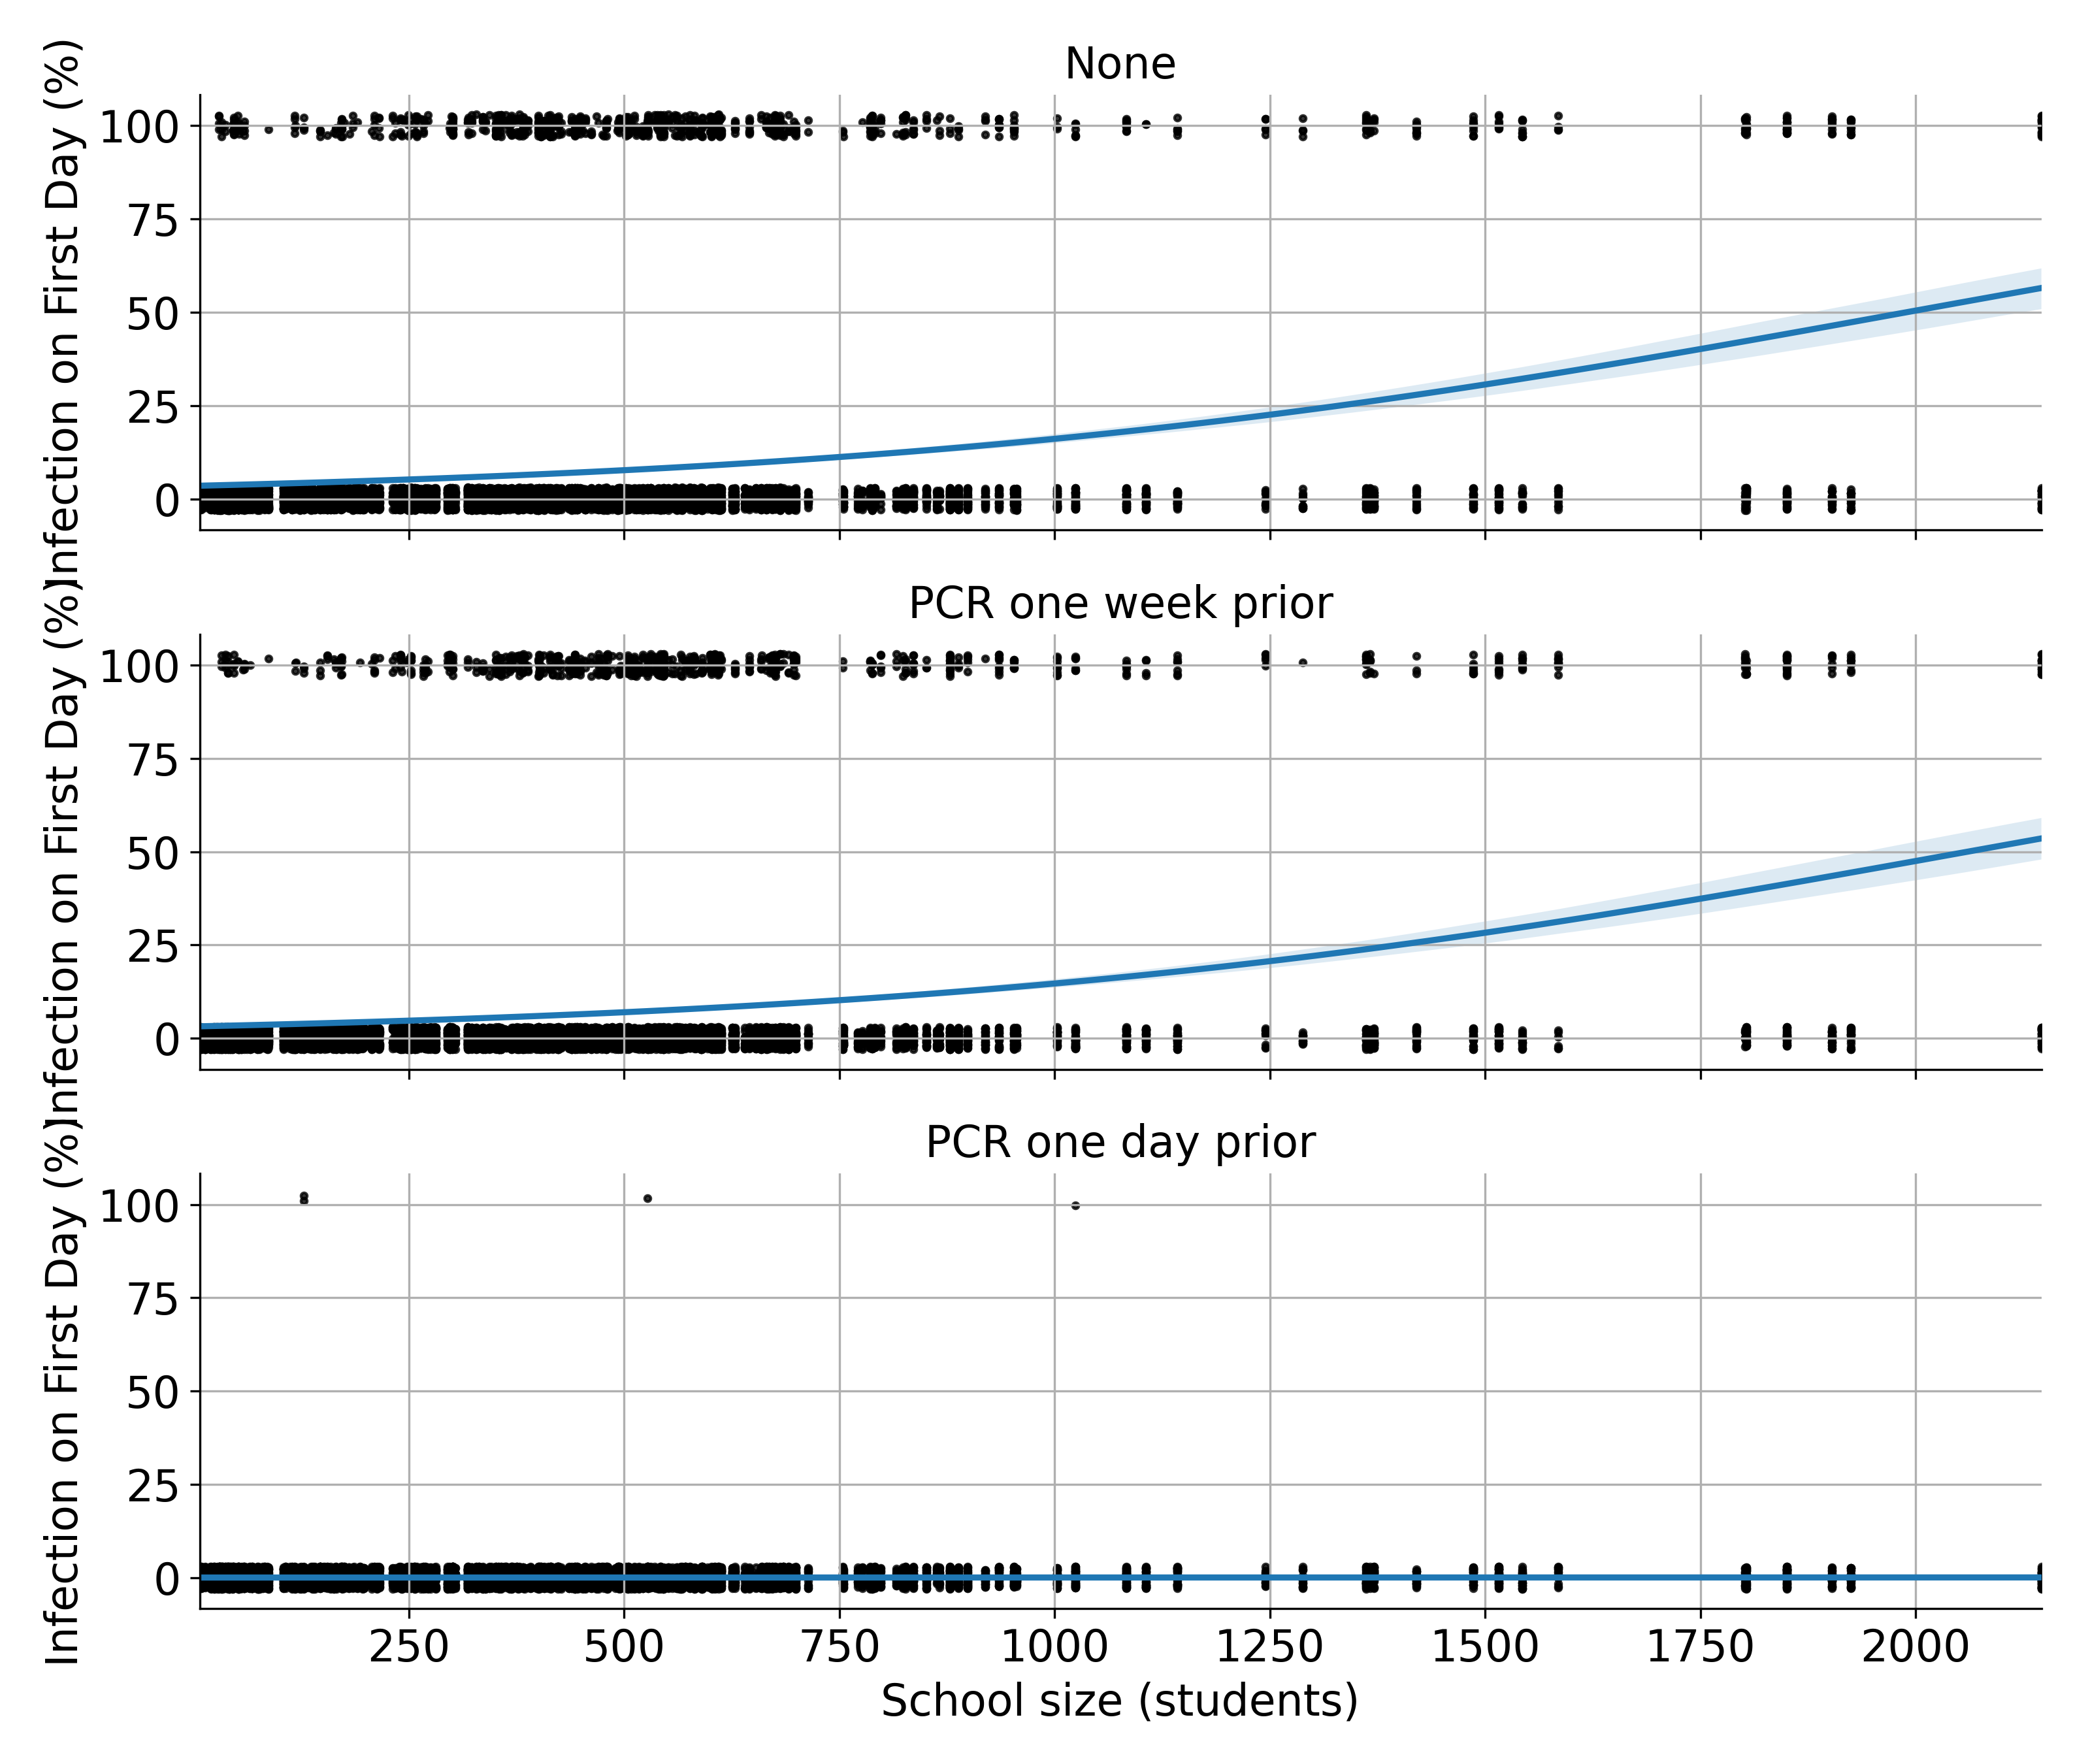 None
Infection on First Day (%)
100
75
50
25
0
PCR one week prior
Infection on First Day (%)
100
75
50
25
0
PCR one day prior
Infection on First Day (%)
100
75
50
25
0
250 500 750 1000 1250 1500 1750 2000
School size (students)